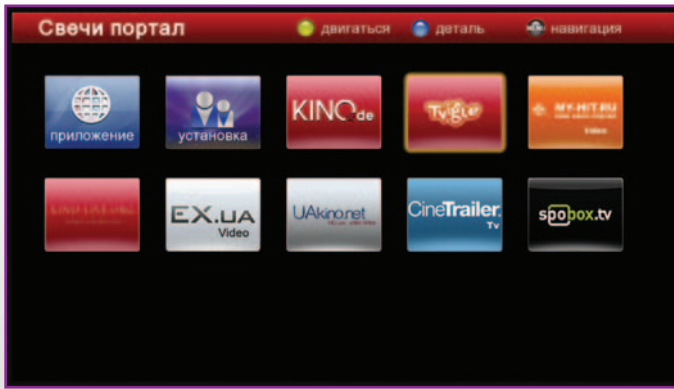 Свечи портал
двигаться деталь MENU навигация
приложение установка KINO.de Tvigle MY-HIT.RU
Video
EX.UA UAkino.net CineTrailer. spobox.tv
Video Tv